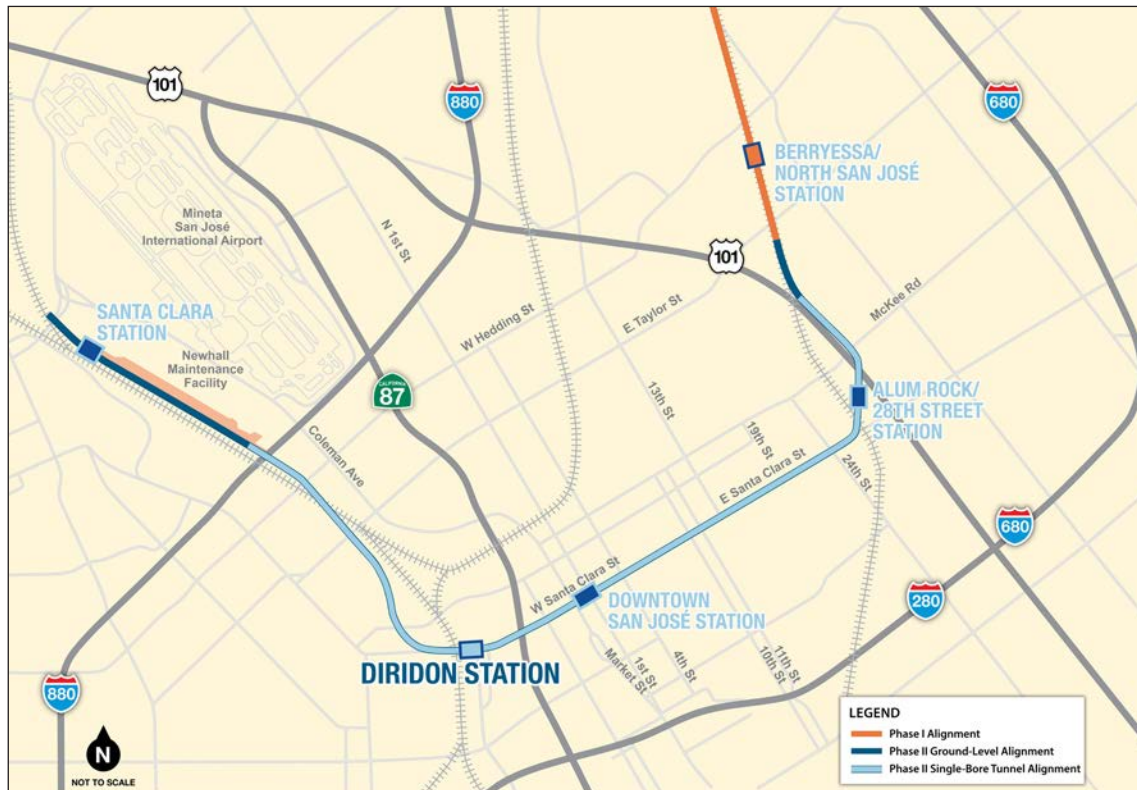 101
880
680
BERRYESSA/
NORTH SAN JOSÉ
STATION
Mineta
San José
International Airport
N 1st St
101
McKee Rd
SANTA CLARA
STATION
W Hedding St
E Taylor St
Newhall
Maintenance
Facility
CALIFORNIA
87
13th St
ALUM ROCK/
28TH STREET
STATION
Coleman Ave
19th St
24th St
E Santa Clara St
680
W Santa Clara St
DOWNTOWN
SAN JOSÉ STATION
280
DIRIDON STATION
Market St
1st St
4th St
10th St
11th St
880
N
NOT TO SCALE
LEGEND
Phase I Alignment
Phase II Ground-Level Alignment
Phase II Single-Bore Tunnel Alignment